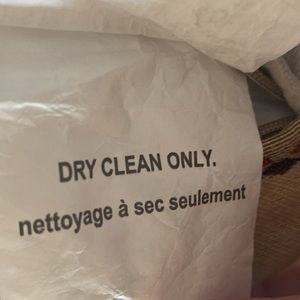 DRY CLEAN ONLY.
nettoyage à sec seulement